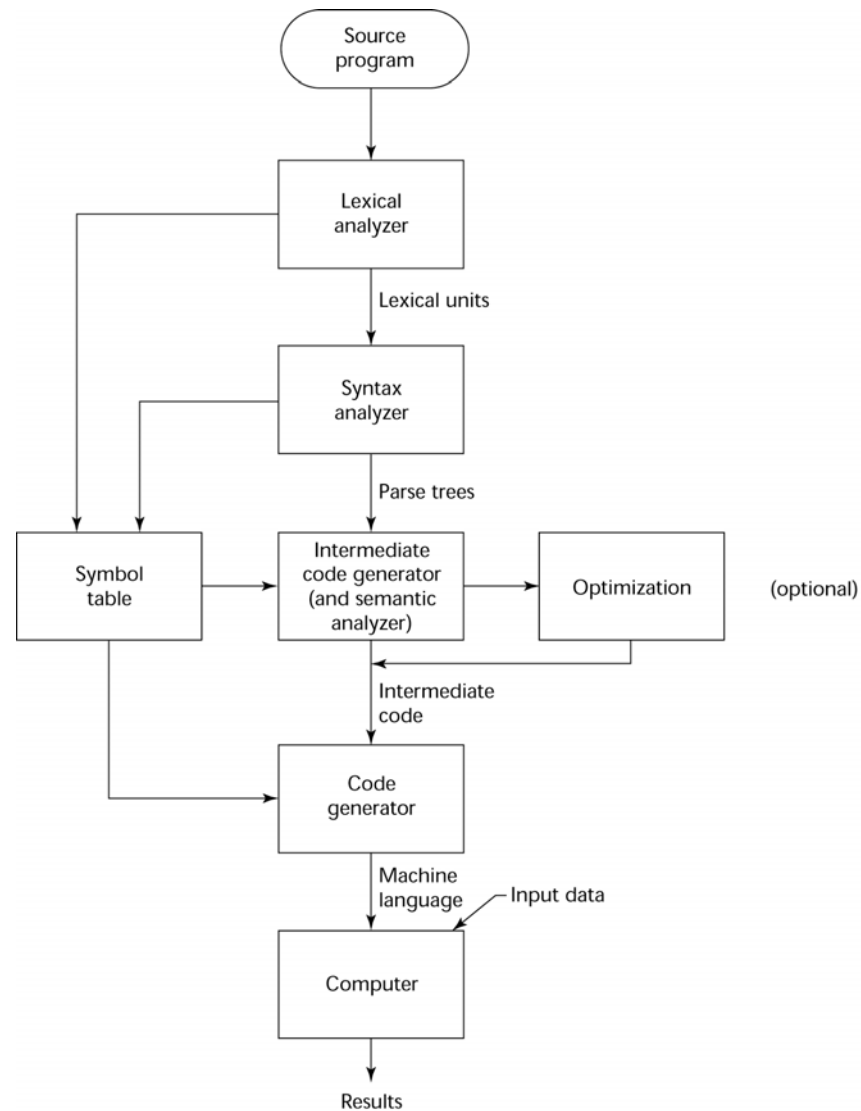 Source
program
Lexical
analyzer
Lexical units
Syntax
analyzer
Parse trees
Symbol
table
Intermediate
code generator
(and semantic
analyzer)
Optimization
(optional)
Intermediate
code
Code
generator
Machine
language
Input data
Computer
Results